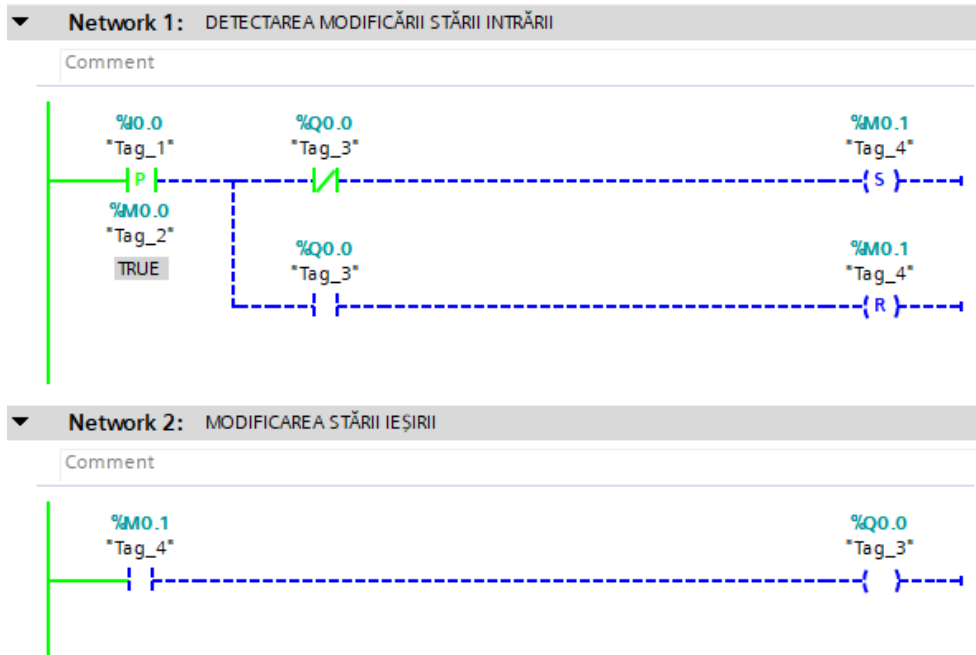 Network 1: DETECTAREA MODIFICĂRII STĂRII INTRĂRII
Comment
%I0.0 %Q0.0 %M0.1
"Tag_1" "Tag_3" "Tag_4"
P S
%M0.0
"Tag_2"
TRUE
%Q0.0 %M0.1
"Tag_3" "Tag_4"
R
Network 2: MODIFICAREA STĂRII IEȘIRII
Comment
%M0.1 %Q0.0
"Tag_4" "Tag_3"